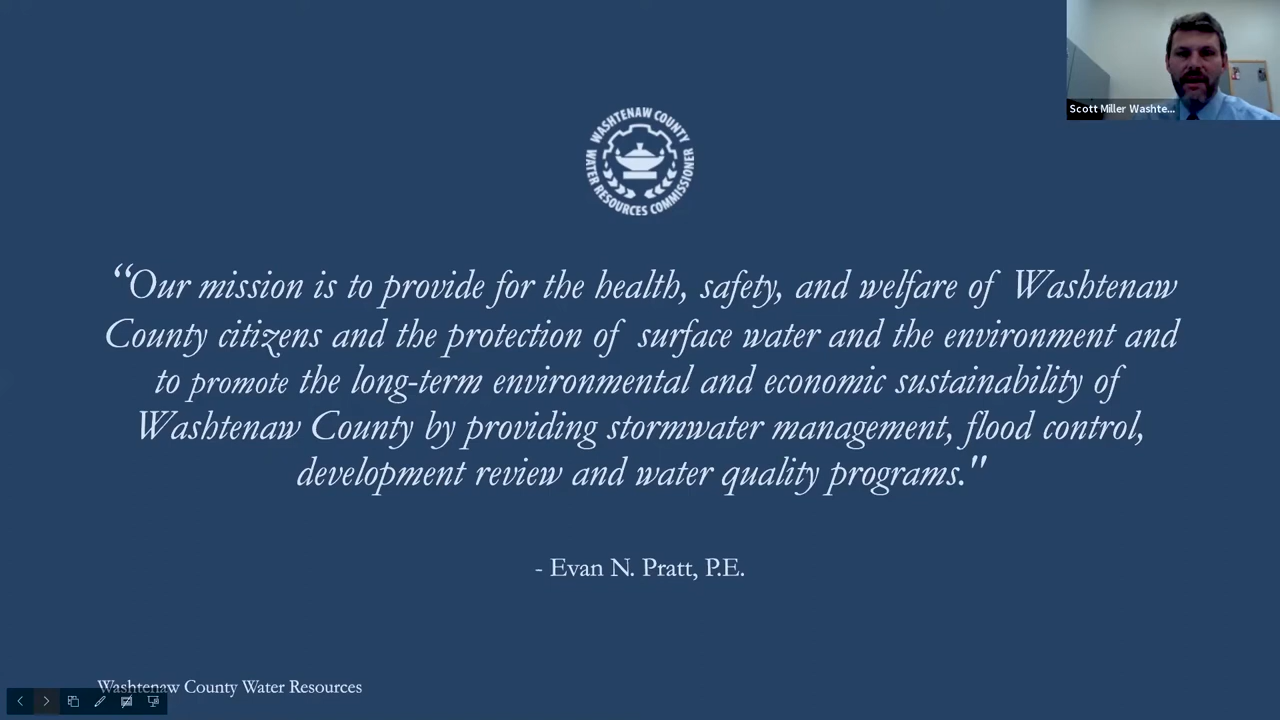 Scott Miller Washte...
WASHTENAW COUNTY
WATER RESOURCES COMMISSIONER
“Our mission is to provide for the health, safety, and welfare of Washtenaw
County citizens and the protection of surface water and the environment and
to promote the long-term environmental and economic sustainability of
Washtenaw County by providing stormwater management, flood control,
development review and water quality programs."
- Evan N. Pratt, P.E.
Washtenaw County Water Resources